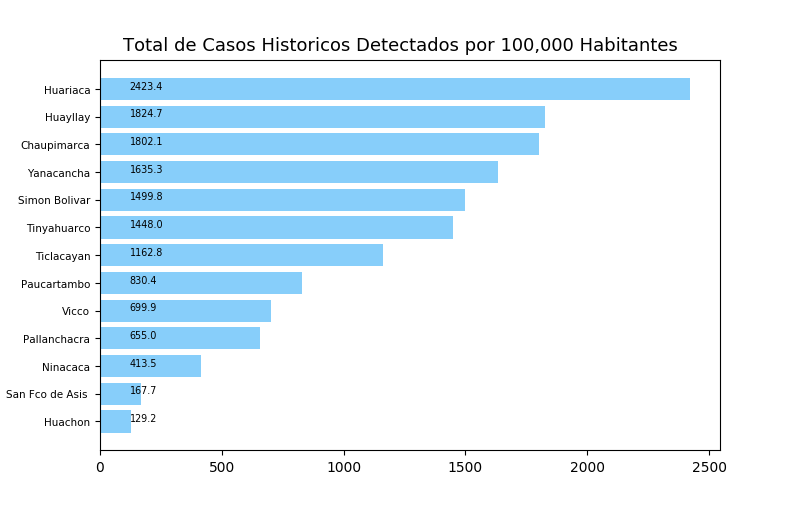 Total de Casos Historicos Detectados por 100,000 Habitantes
Huariaca 2423.4
Huayllay 1824.7
Chaupimarca 1802.1
Yanacancha 1635.3
Simon Bolivar 1499.8
Tinyahuarco 1448.0
Ticlacayan 1162.8
Paucartambo 830.4
Vicco 699.9
Pallanchacra 655.0
Ninacaca 413.5
San Fco de Asis 167.7
Huachon 129.2
0 500 1000 1500 2000 2500